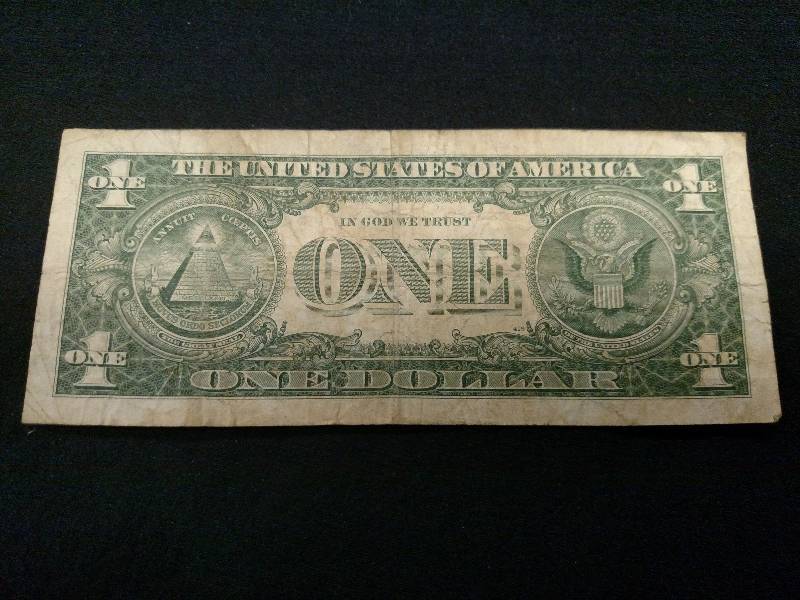 THE UNITED STATES OF AMERICA
1
ONE
1
ONE
ANNUIT CŒPTIS
IN GOD WE TRUST
ONE
1
ONE
1
ONE
ONE DOLLAR